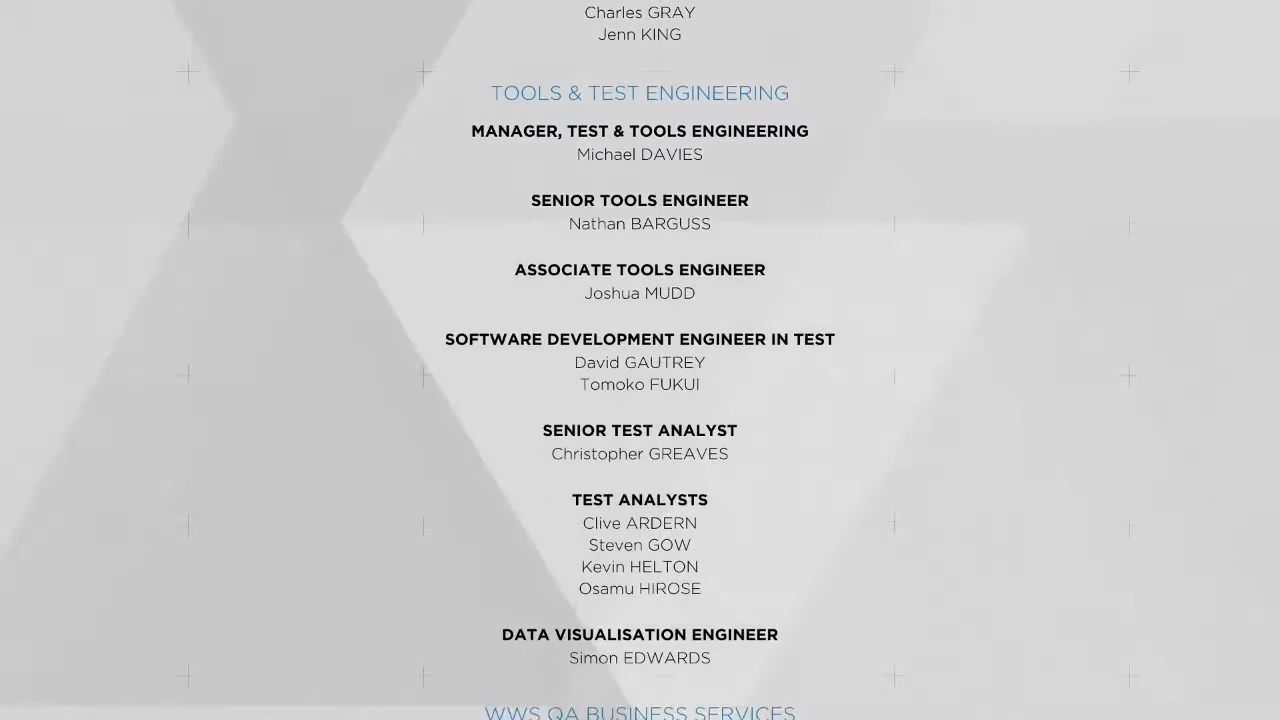 Charles GRAY
Jenn KING
TOOLS & TEST ENGINEERING
MANAGER, TEST & TOOLS ENGINEERING
Michael DAVIES
SENIOR TOOLS ENGINEER
Nathan BARGUSS
ASSOCIATE TOOLS ENGINEER
Joshua MUDD
SOFTWARE DEVELOPMENT ENGINEER IN TEST
David GAUTREY
Tomoko FUKUI
SENIOR TEST ANALYST
Christopher GREAVES
TEST ANALYSTS
Clive ARDERN
Steven GOW
Kevin HELTON
Osamu HIROSE
DATA VISUALISATION ENGINEER
Simon EDWARDS
WWS QA BUSINESS SERVICES